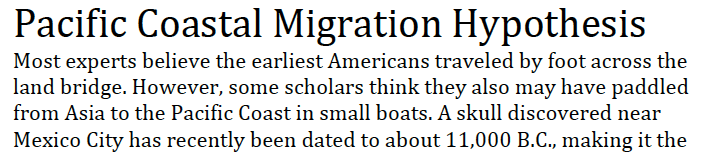 Pacific Coastal Migration Hypothesis
Most experts believe the earliest Americans traveled by foot across the
land bridge. However, some scholars think they also may have paddled
from Asia to the Pacific Coast in small boats. A skull discovered near
Mexico City has recently been dated to about 11,000 B.C., making it the